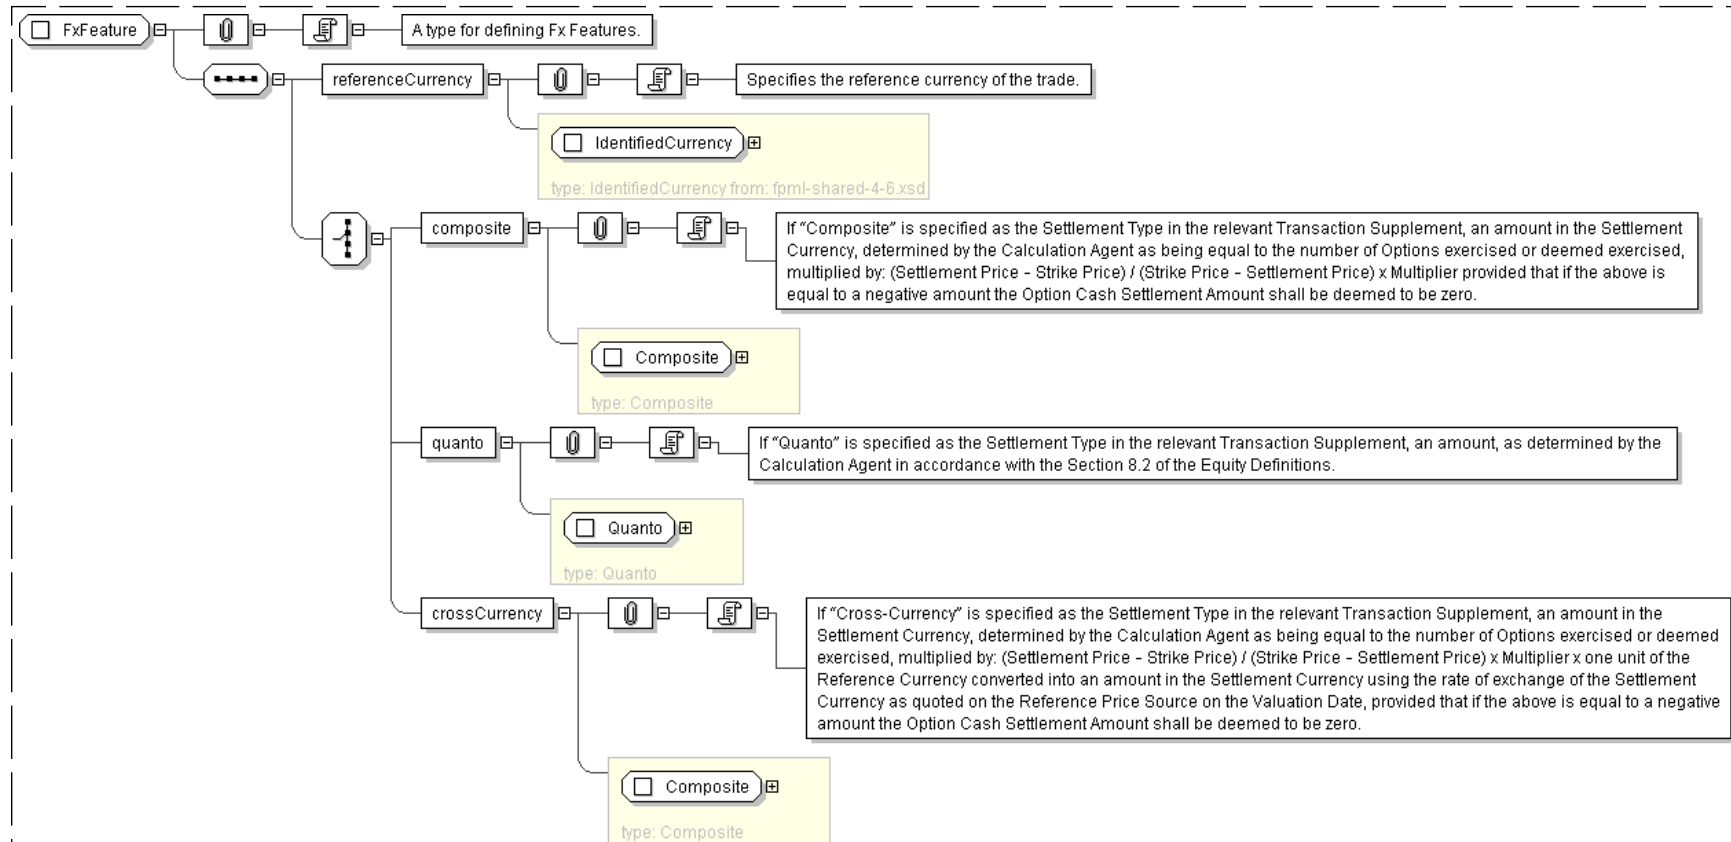 FxFeature
A type for defining Fx Features.
referenceCurrency
Specifies the reference currency of the trade.
IdentifiedCurrency
type: IdentifiedCurrency from: fpml-shared-4-6.xsd
composite
If “Composite” is specified as the Settlement Type in the relevant Transaction Supplement, an amount in the Settlement
Currency, determined by the Calculation Agent as being equal to the number of Options exercised or deemed exercised,
multiplied by: (Settlement Price – Strike Price) / (Strike Price – Settlement Price) x Multiplier provided that if the above is
equal to a negative amount the Option Cash Settlement Amount shall be deemed to be zero.
Composite
type: Composite
quanto
If “Quanto” is specified as the Settlement Type in the relevant Transaction Supplement, an amount, as determined by the
Calculation Agent in accordance with the Section 8.2 of the Equity Definitions.
Quanto
type: Quanto
crossCurrency
If “Cross-Currency” is specified as the Settlement Type in the relevant Transaction Supplement, an amount in the
Settlement Currency, determined by the Calculation Agent as being equal to the number of Options exercised or deemed
exercised, multiplied by: (Settlement Price – Strike Price) / (Strike Price – Settlement Price) x Multiplier x one unit of the
Reference Currency converted into an amount in the Settlement Currency using the rate of exchange of the Settlement
Currency as quoted on the Reference Price Source on the Valuation Date, provided that if the above is equal to a negative
amount the Option Cash Settlement Amount shall be deemed to be zero.
Composite
type: Composite